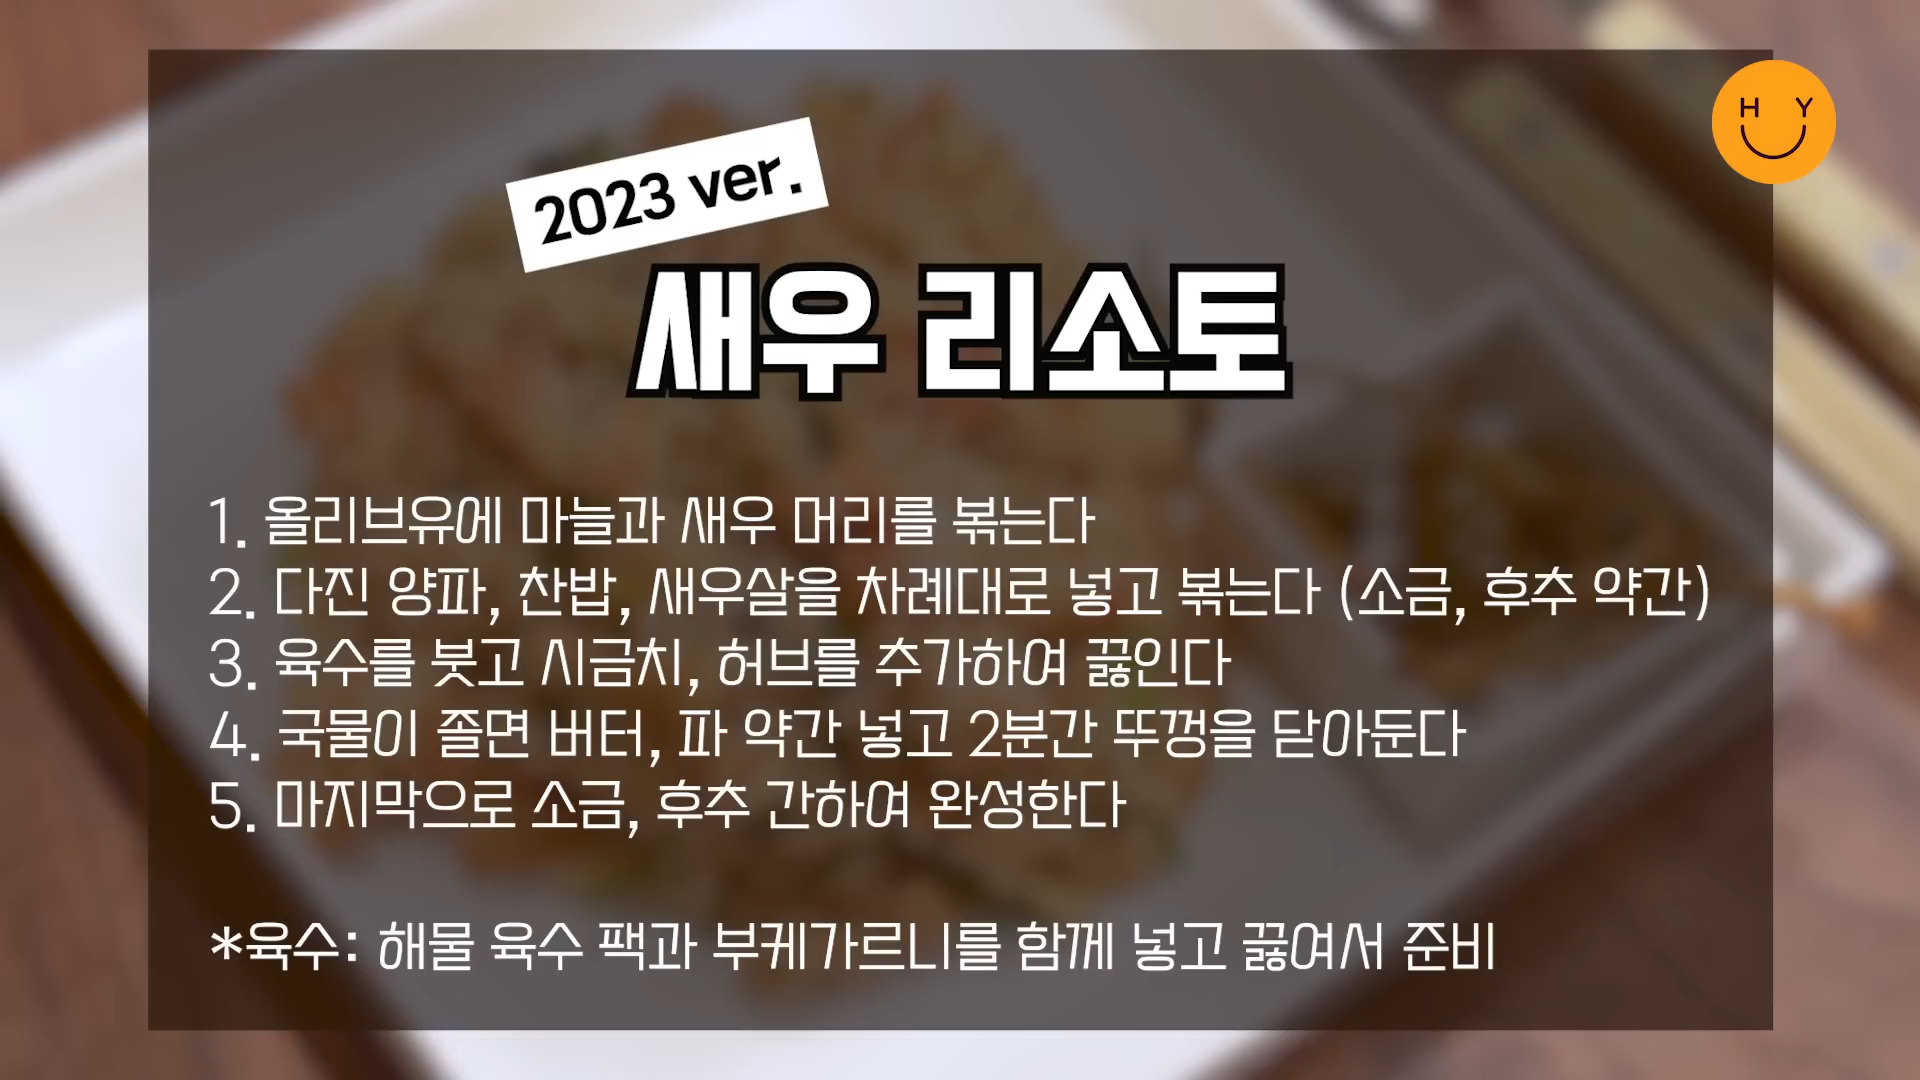 2023 ver.
H Y
새우 리소토
1. 올리브유에 마늘과 새우 머리를 볶는다
2. 다진 양파, 찬밥, 새우살을 차례대로 넣고 볶는다 (소금, 후추 약간)
3. 육수를 붓고 시금치, 허브를 추가하여 끓인다
4. 국물이 졸면 버터, 파 약간 넣고 2분간 뚜껑을 닫아둔다
5. 마지막으로 소금, 후추 간하여 완성한다
*육수: 해물 육수 팩과 부케가르니를 함께 넣고 끓여서 준비